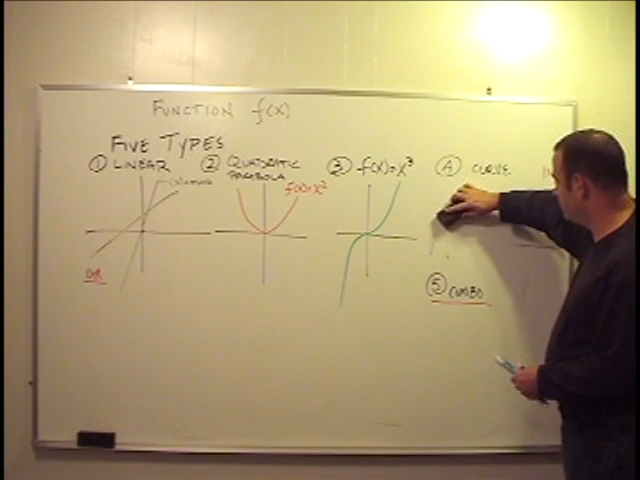 FUNCTION f(X)
FIVE TYPES
① LINEAR
② QUADRATIC
PARABOLA
f(x)=x²
③ f(x)=x³
④ CURVE
⑤ COMBO